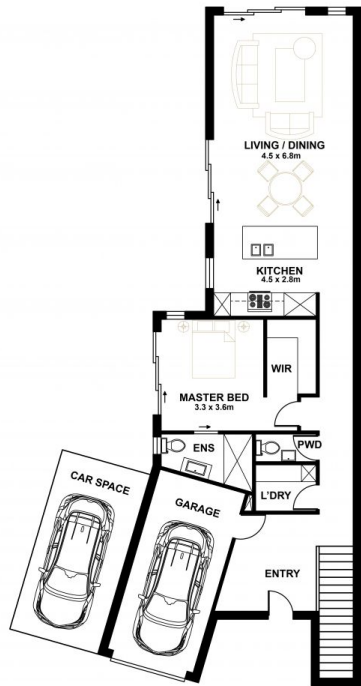 LIVING / DINING
4.5 x 6.8m
KITCHEN
4.5 x 2.8m
WIR
MASTER BED
3.3 x 3.6m
ENS
PWD
L'DRY
CAR SPACE
GARAGE
ENTRY